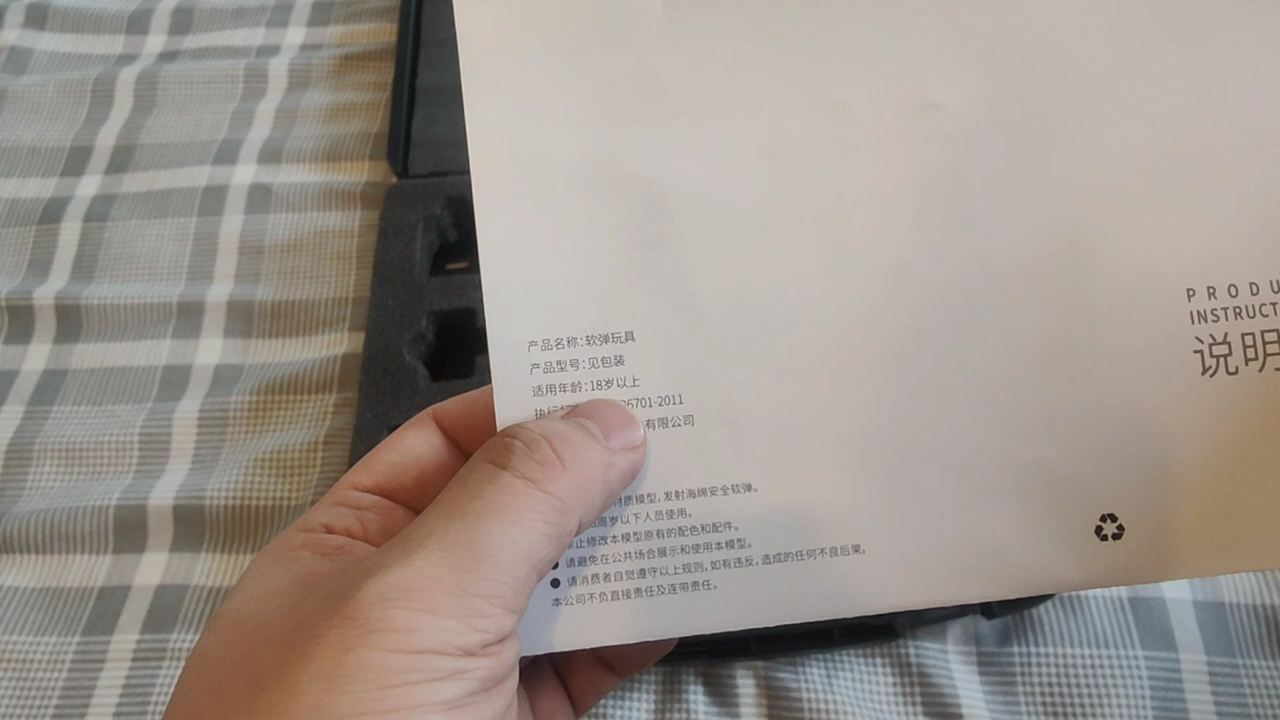 产品名称:软弹玩具
产品型号:见包装
适用年龄:18岁以上
执行 6701-2011
有限公司
材质模型,发射海绵安全软弹。
周岁以下人员使用。
禁止修改本模型原有的配色和配件。
● 请避免在公共场合展示和使用本模型。
● 请消费者自觉遵守以上规则,如有违反,造成的任何不良后果,
本公司不负直接责任及连带责任。
PRODU
INSTRUCT
说明